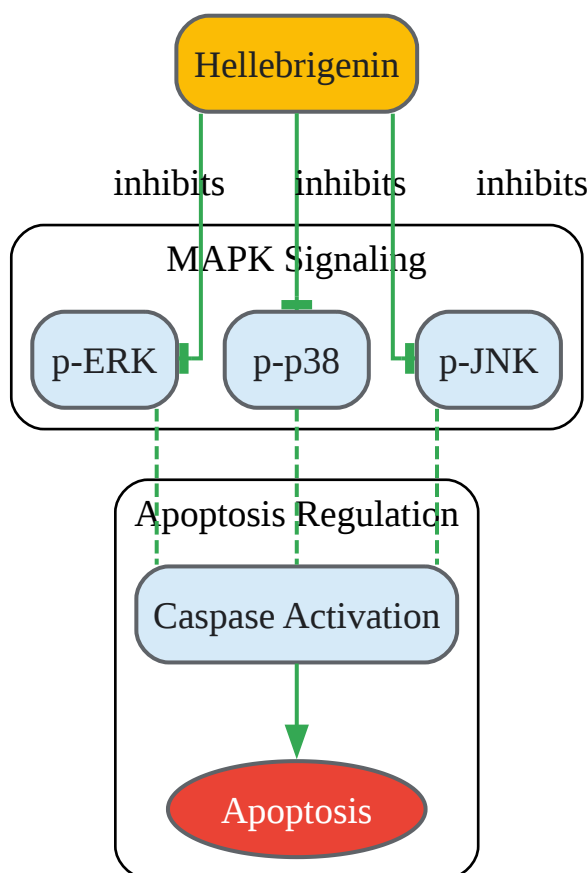 Hellebrigenin
inhibits inhibits inhibits
MAPK Signaling
p-ERK p-p38 p-JNK
Apoptosis Regulation
Caspase Activation
Apoptosis